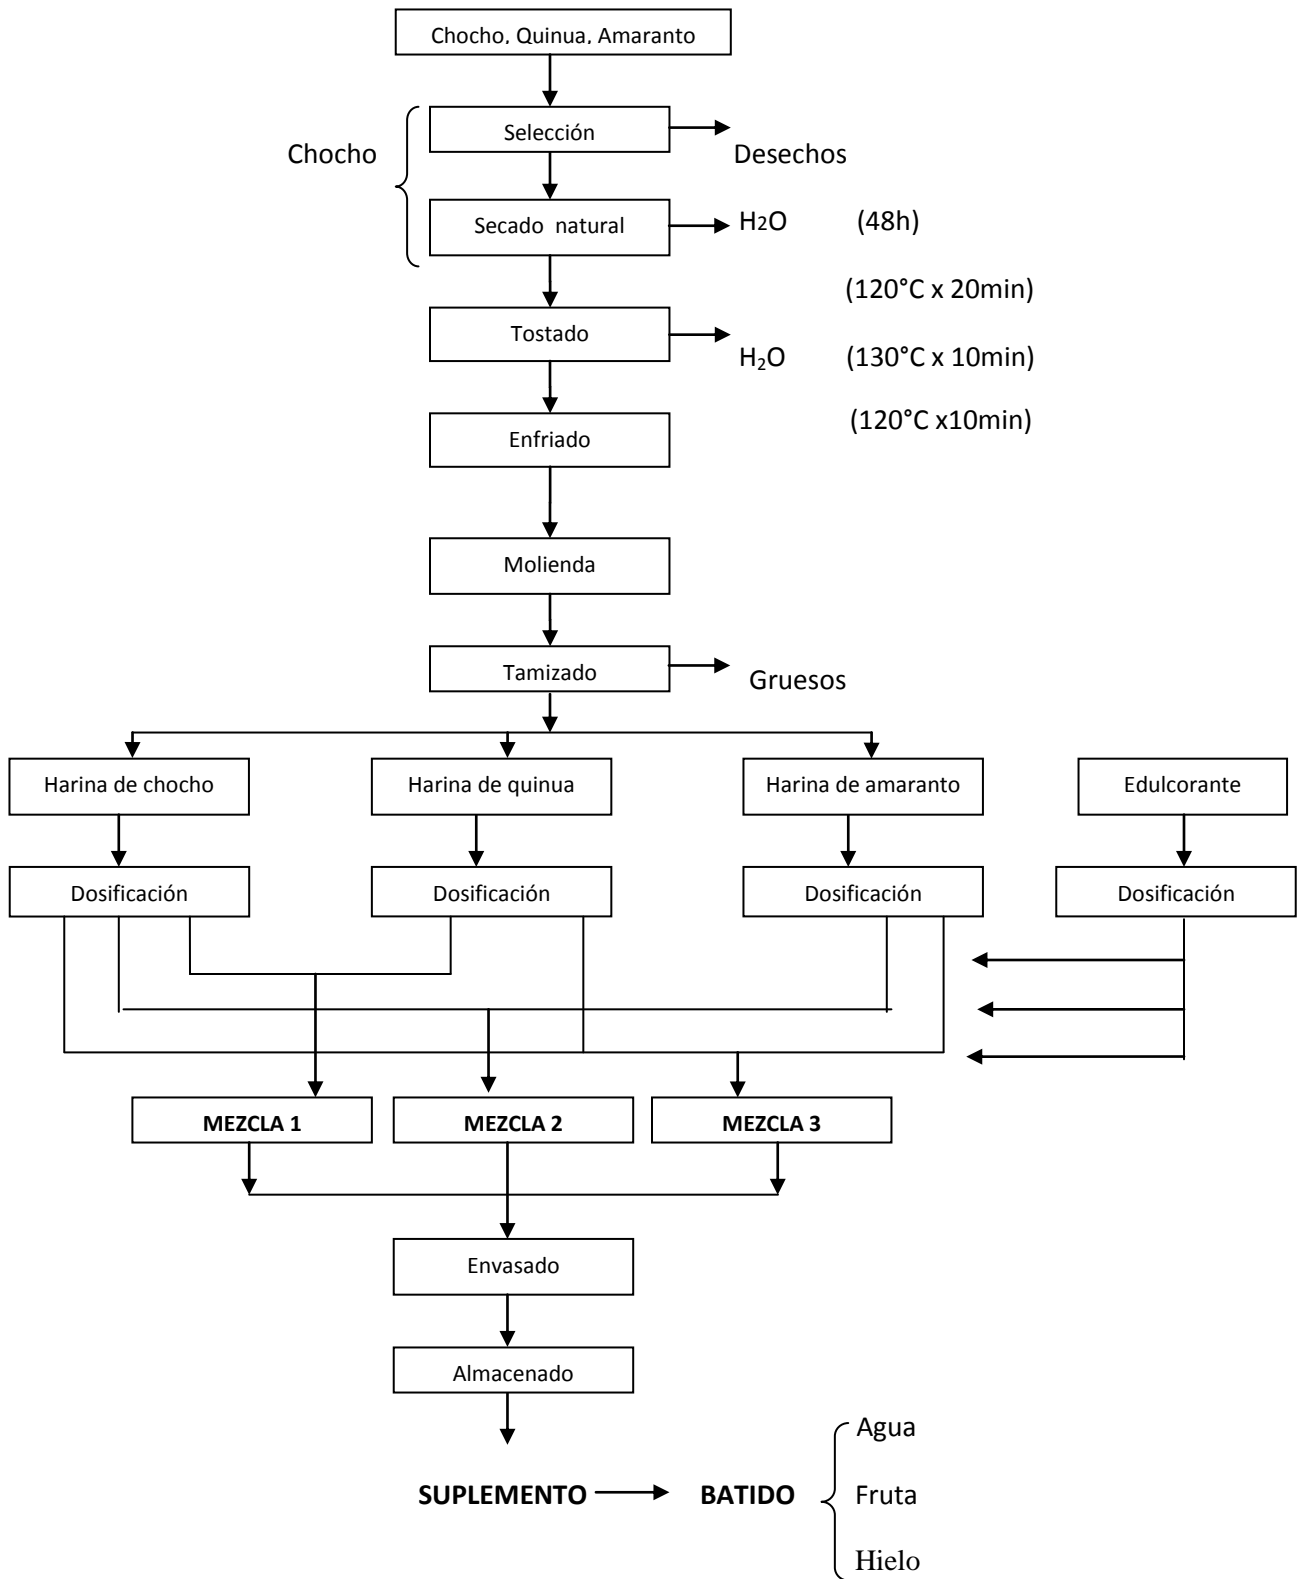 Chocho, Quinua, Amaranto
Selección
Chocho
Desechos
Secado natural
H2O (48h)
(120°C x 20min)
Tostado
H₂O (130°C x 10min)
(120°C x10min)
Enfriado
Molienda
Tamizado
Gruesos
Harina de chocho
Harina de quinua
Harina de amaranto
Edulcorante
Dosificación
Dosificación
Dosificación
Dosificación
MEZCLA 1
MEZCLA 2
MEZCLA 3
Envasado
Almacenado
Agua
SUPLEMENTO
BATIDO
Fruta
Hielo